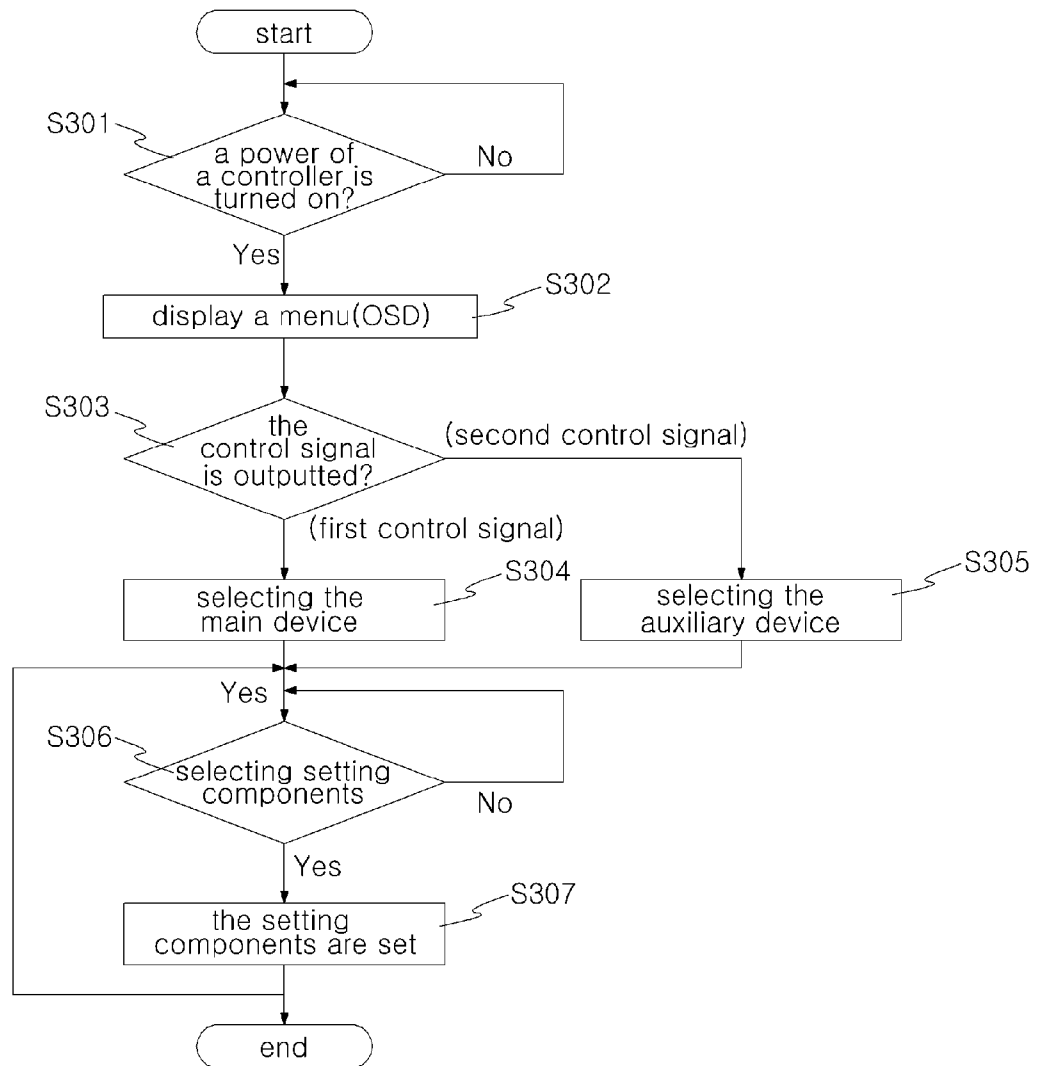 start
S301
a power of
a controller is
turned on?
No
Yes
S302
display a menu(OSD)
S303
the
control signal
is outputted?
(second control signal)
(first control signal)
S304
selecting the
main device
S305
selecting the
auxiliary device
Yes
S306
selecting setting
components
No
Yes
S307
the setting
components are set
end